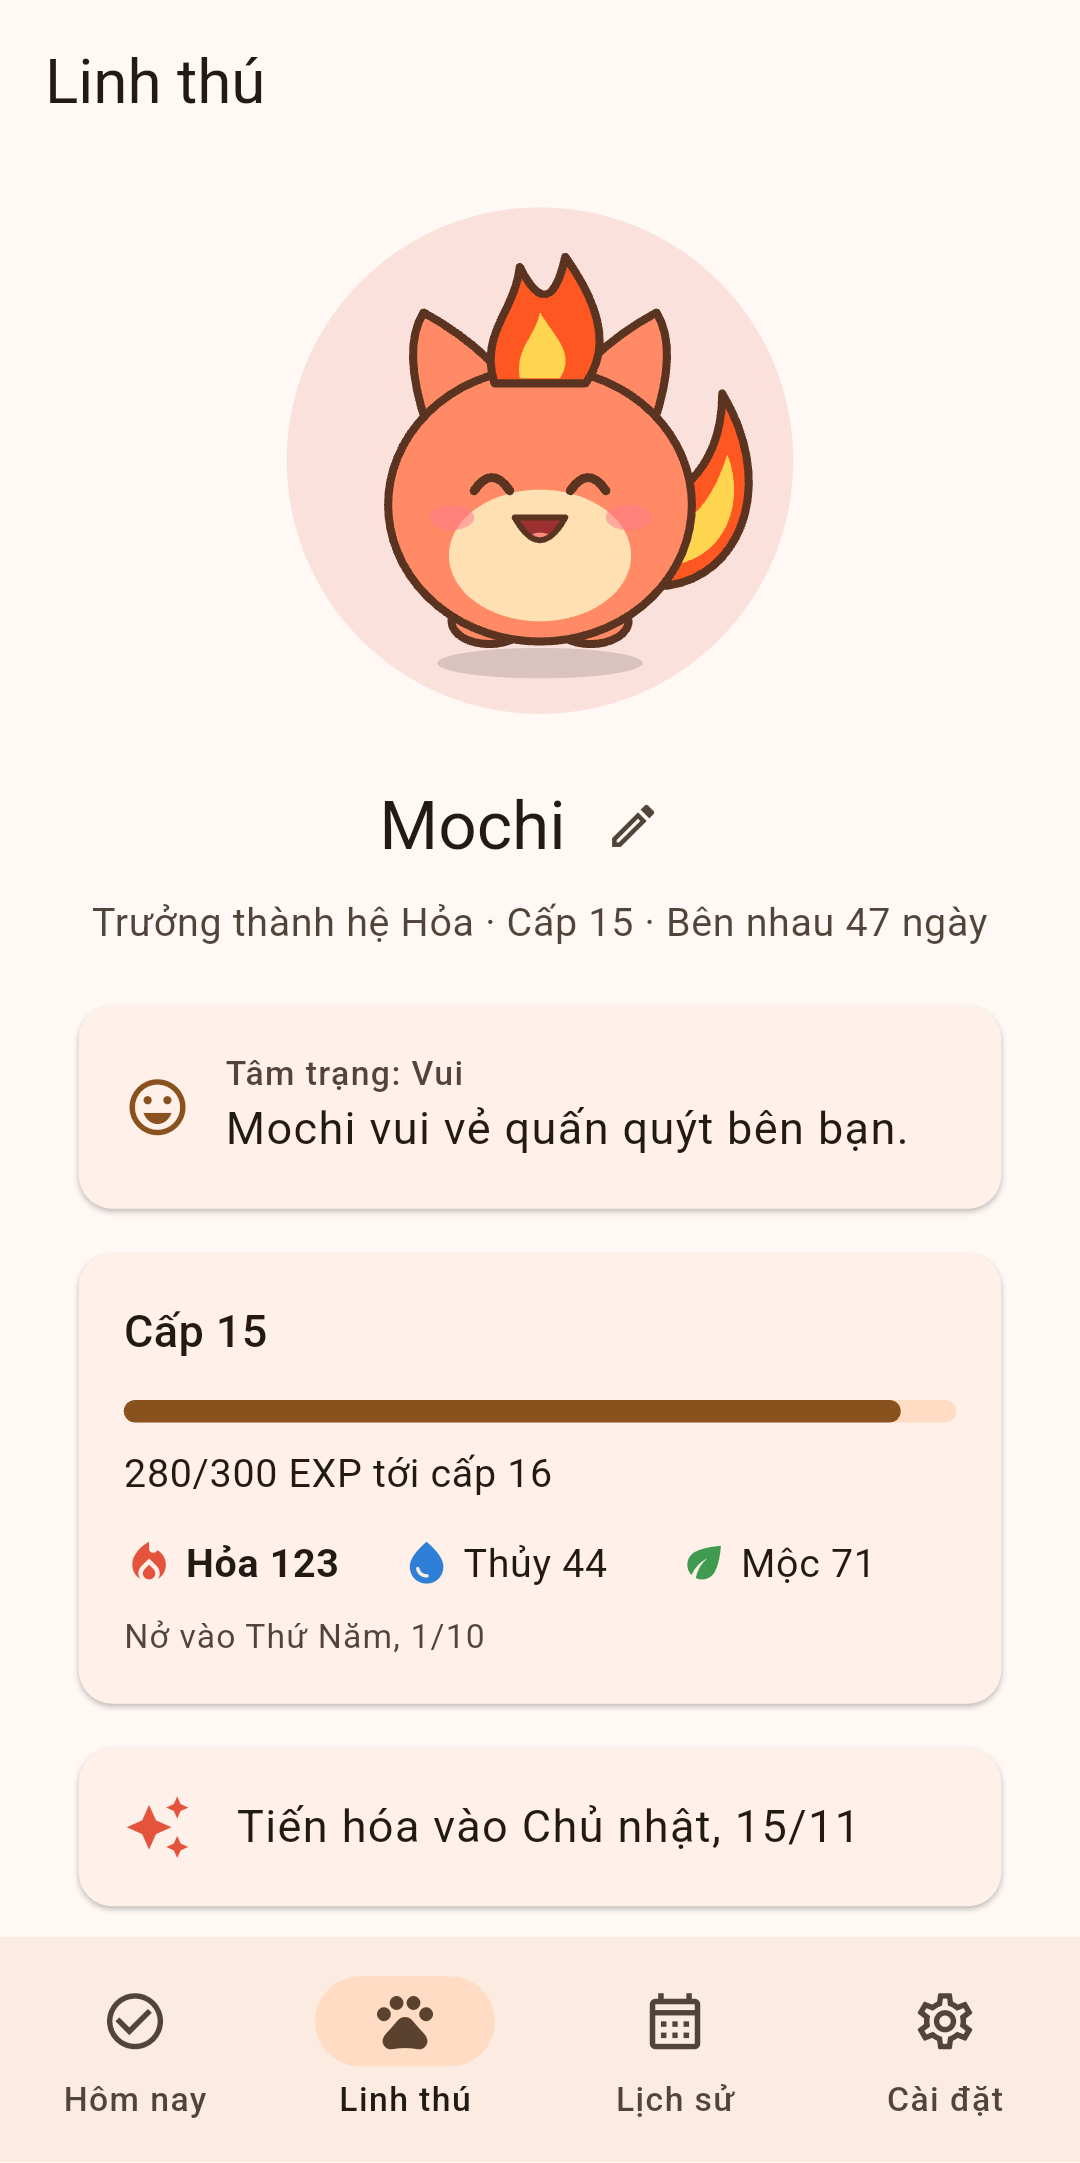 Linh thú
Mochi
Trưởng thành hệ Hỏa · Cấp 15 · Bên nhau 47 ngày
Tâm trạng: Vui
Mochi vui vẻ quấn quýt bên bạn.
Cấp 15
280/300 EXP tới cấp 16
Hỏa 123 Thủy 44 Mộc 71
Nở vào Thứ Năm, 1/10
Tiến hóa vào Chủ nhật, 15/11
Hôm nay Linh thú Lịch sử Cài đặt